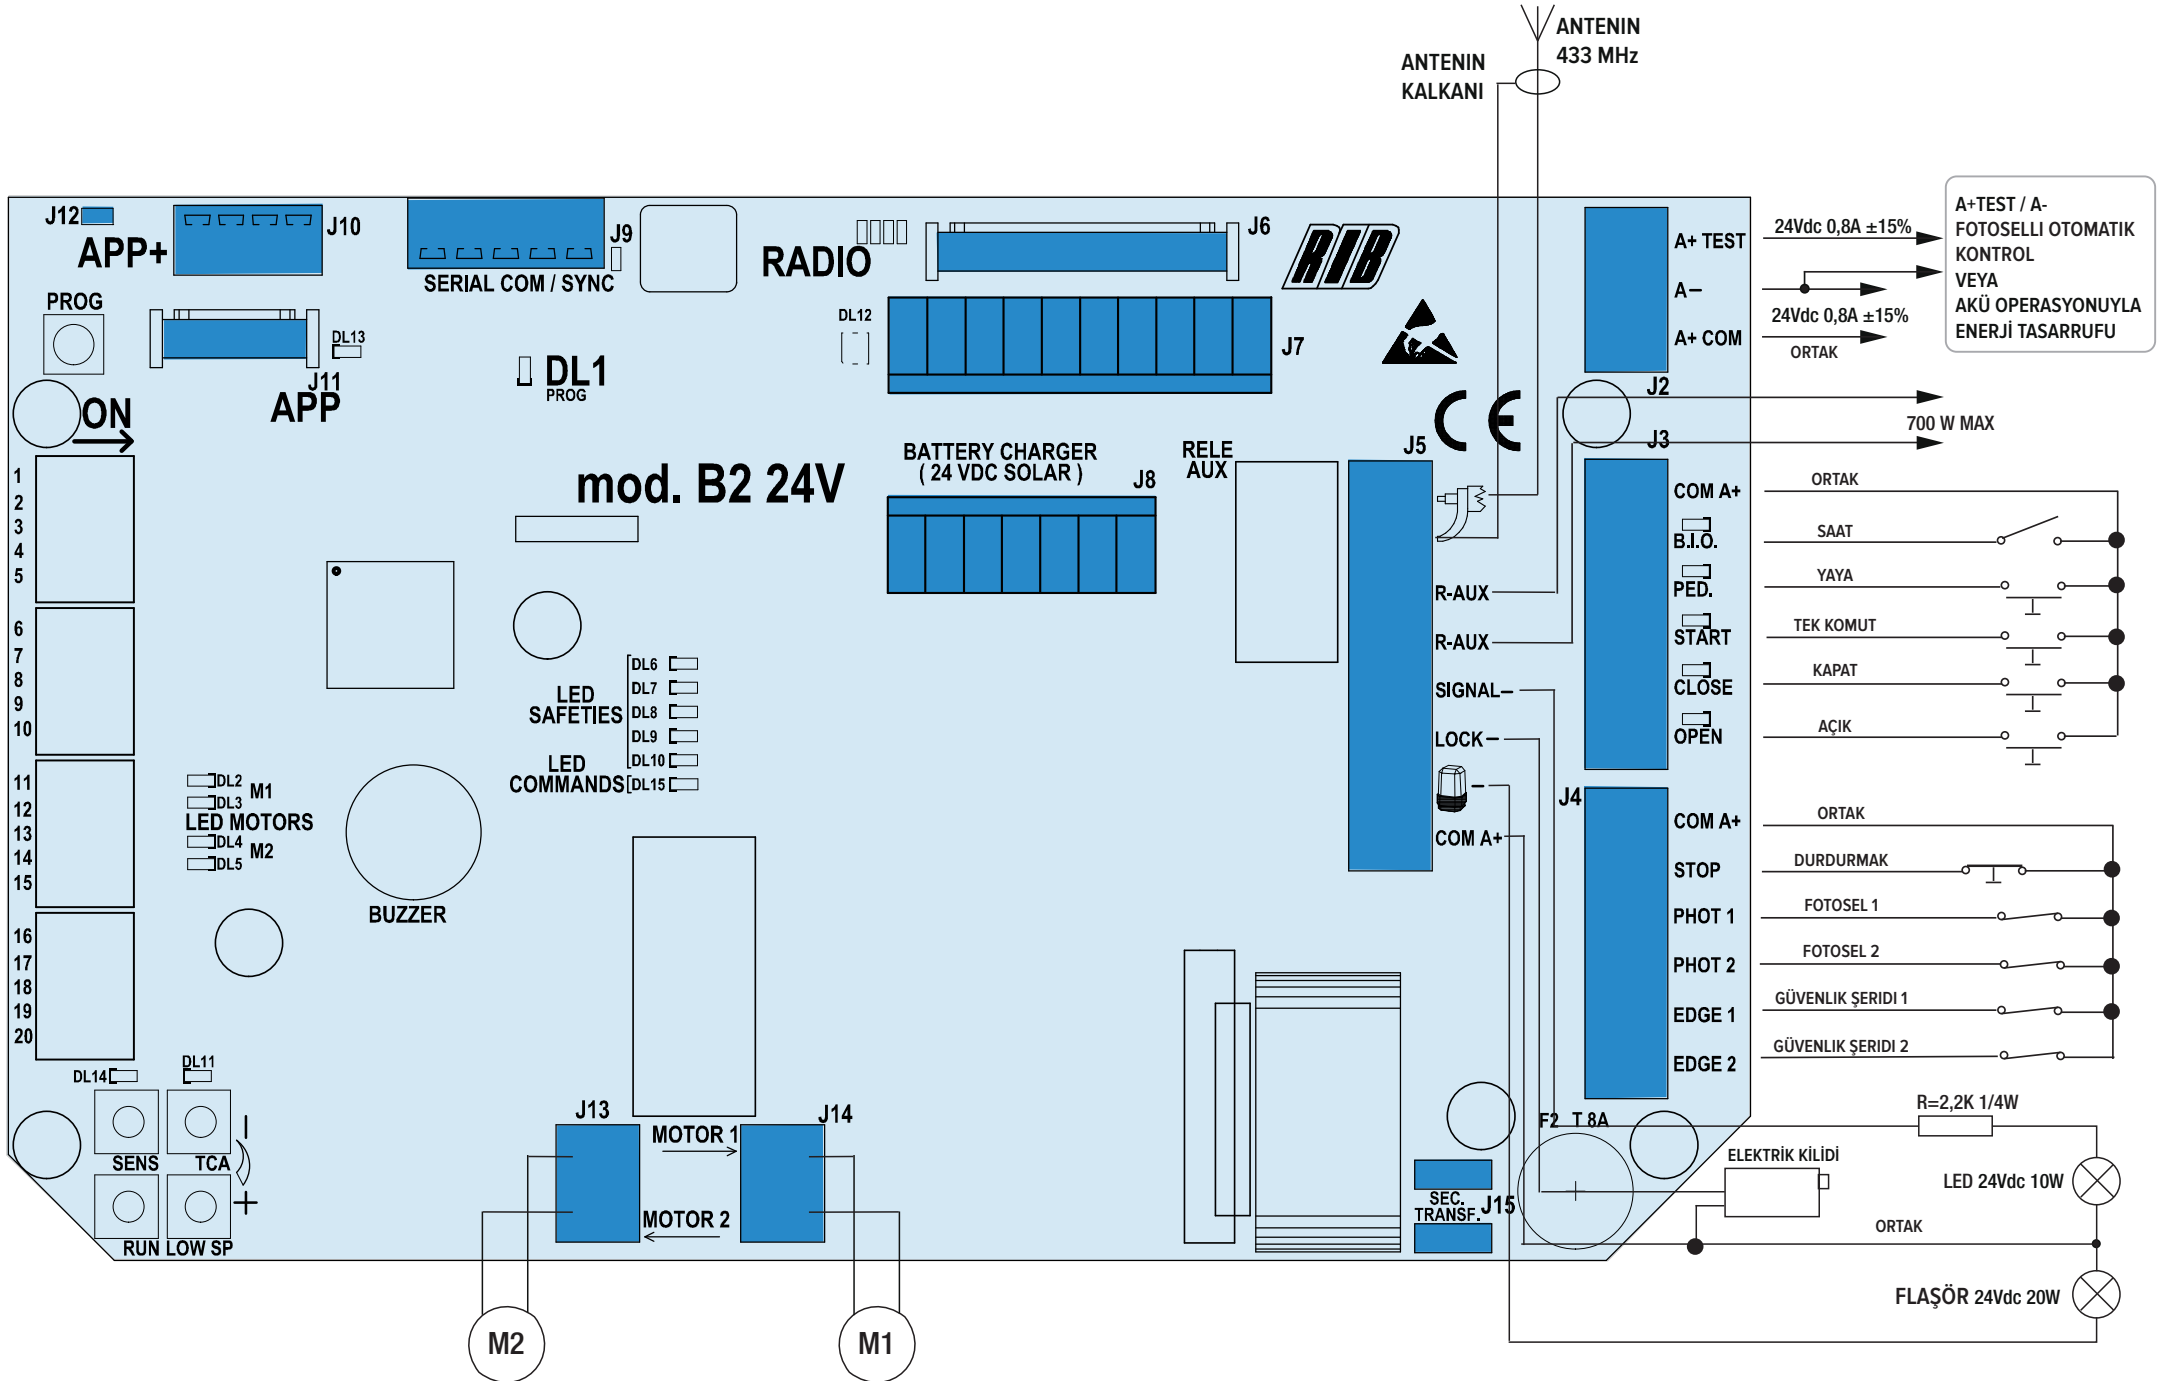 ANTENIN
433 MHz
ANTENIN
KALKANI
J12
APP+
J10
J9
SERIAL COM / SYNC
RADIO
J6
RIB
PROG
DL13
J11
APP
DL1
PROG
DL12
J7
ON
mod. B2 24V
BATTERY CHARGER
( 24 VDC SOLAR )
J8
RELE
AUX
J5
CE
A+ TEST
A–
A+ COM
J2
J3
24Vdc 0,8A ±15%
24Vdc 0,8A ±15%
ORTAK
A+TEST / A-
FOTOSELLI OTOMATIK
KONTROL
VEYA
AKÜ OPERASYONUYLA
ENERJİ TASARRUFU
700 W MAX
1
2
3
4
5
6
7
8
9
10
11
12
13
14
15
16
17
18
19
20
DL2
DL3
M1
LED MOTORS
DL4
DL5
M2
BUZZER
LED
SAFETIES
DL6
DL7
DL8
DL9
DL10
LED
COMMANDS
DL15
R-AUX
R-AUX
SIGNAL–
LOCK–
–
COM A+
COM A+
B.I.O.
PED.
START
CLOSE
OPEN
ORTAK
SAAT
YAYA
TEK KOMUT
KAPAT
AÇIK
J4
COM A+
STOP
PHOT 1
PHOT 2
EDGE 1
EDGE 2
ORTAK
DURDURMAK
FOTOSEL 1
FOTOSEL 2
GÜVENLIK ŞERIDI 1
GÜVENLIK ŞERIDI 2
DL14
DL11
SENS
TCA
–
+
RUN
LOW SP
J13
MOTOR 1
J14
MOTOR 2
M2
M1
SEC.
TRANSF.
J15
F2 T 8A
R=2,2K 1/4W
ELEKTRİK KİLİDİ
LED 24Vdc 10W
ORTAK
FLAŞÖR 24Vdc 20W